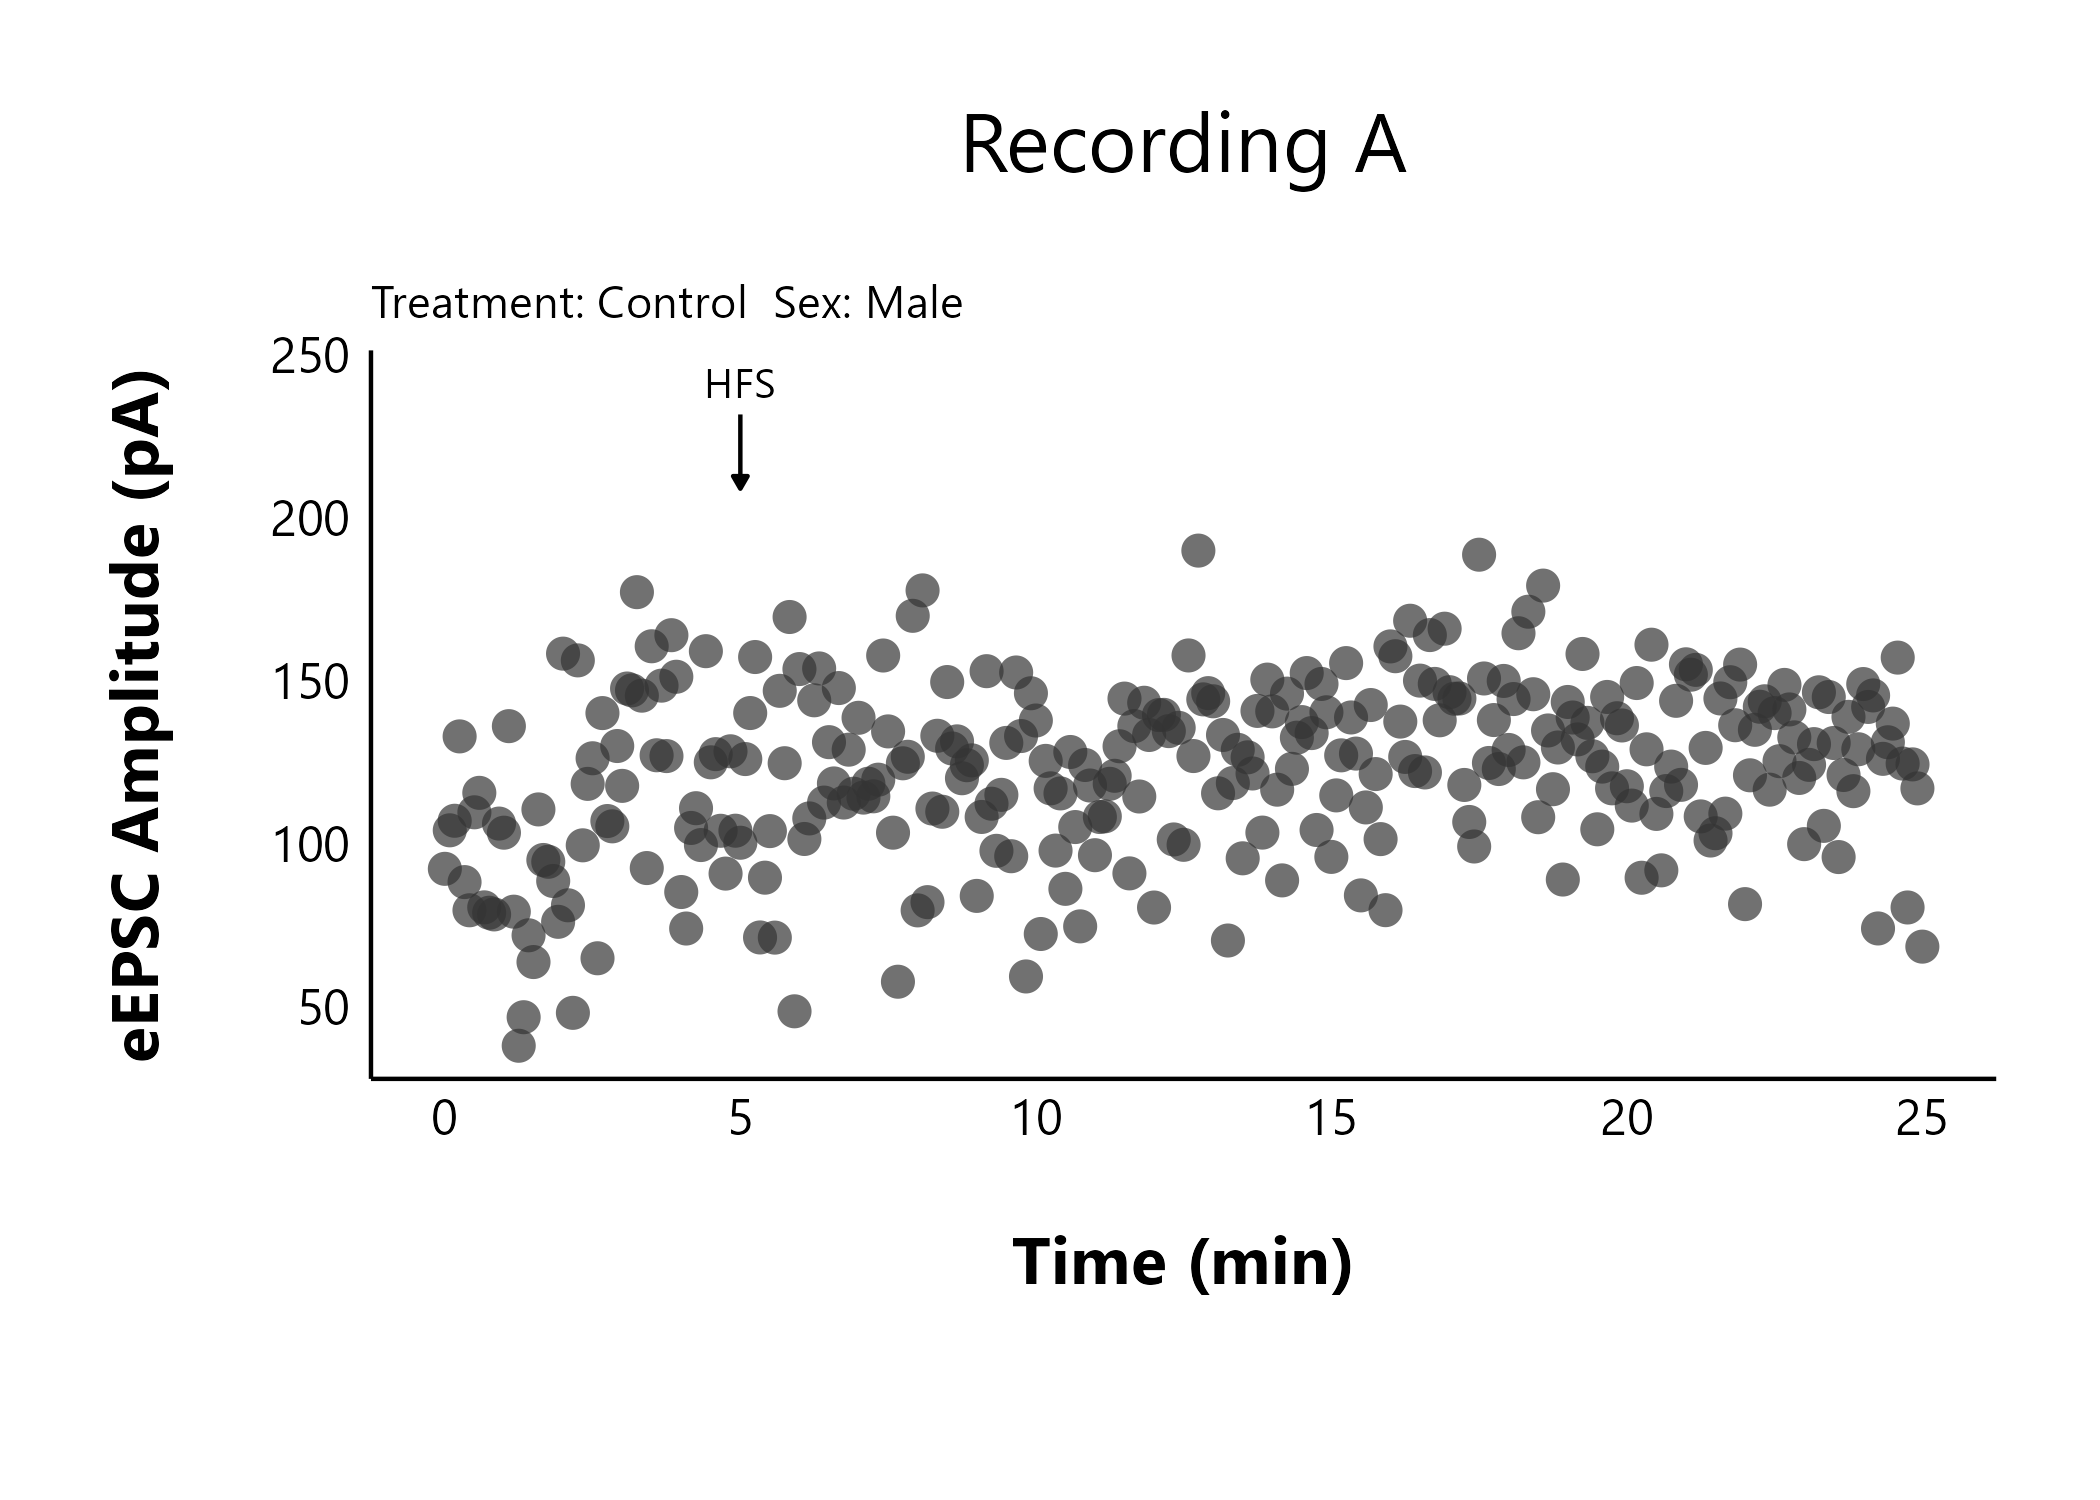 Recording A
Treatment: Control  Sex: Male
eEPSC Amplitude (pA)
250
200
150
100
50
HFS
0 5 10 15 20 25
Time (min)